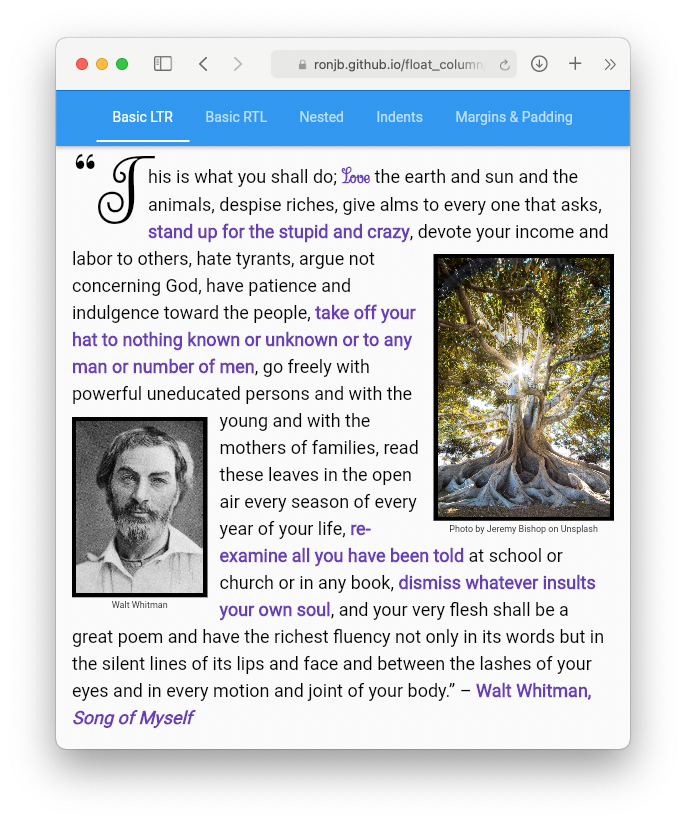 ronjb.github.io/float_column
Basic LTR Basic RTL Nested Indents Margins & Padding
“ This is what you shall do; Love the earth and sun and the
animals, despise riches, give alms to every one that asks,
stand up for the stupid and crazy, devote your income and
labor to others, hate tyrants, argue not
concerning God, have patience and
indulgence toward the people, take off your
hat to nothing known or unknown or to any
man or number of men, go freely with
powerful uneducated persons and with the
young and with the
mothers of families, read
these leaves in the open
air every season of every
year of your life, re-
Photo by Jeremy Bishop on Unsplash
examine all you have been told at school or
church or in any book, dismiss whatever insults
Walt Whitman
your own soul, and your very flesh shall be a
great poem and have the richest fluency not only in its words but in
the silent lines of its lips and face and between the lashes of your
eyes and in every motion and joint of your body.” – Walt Whitman,
Song of Myself